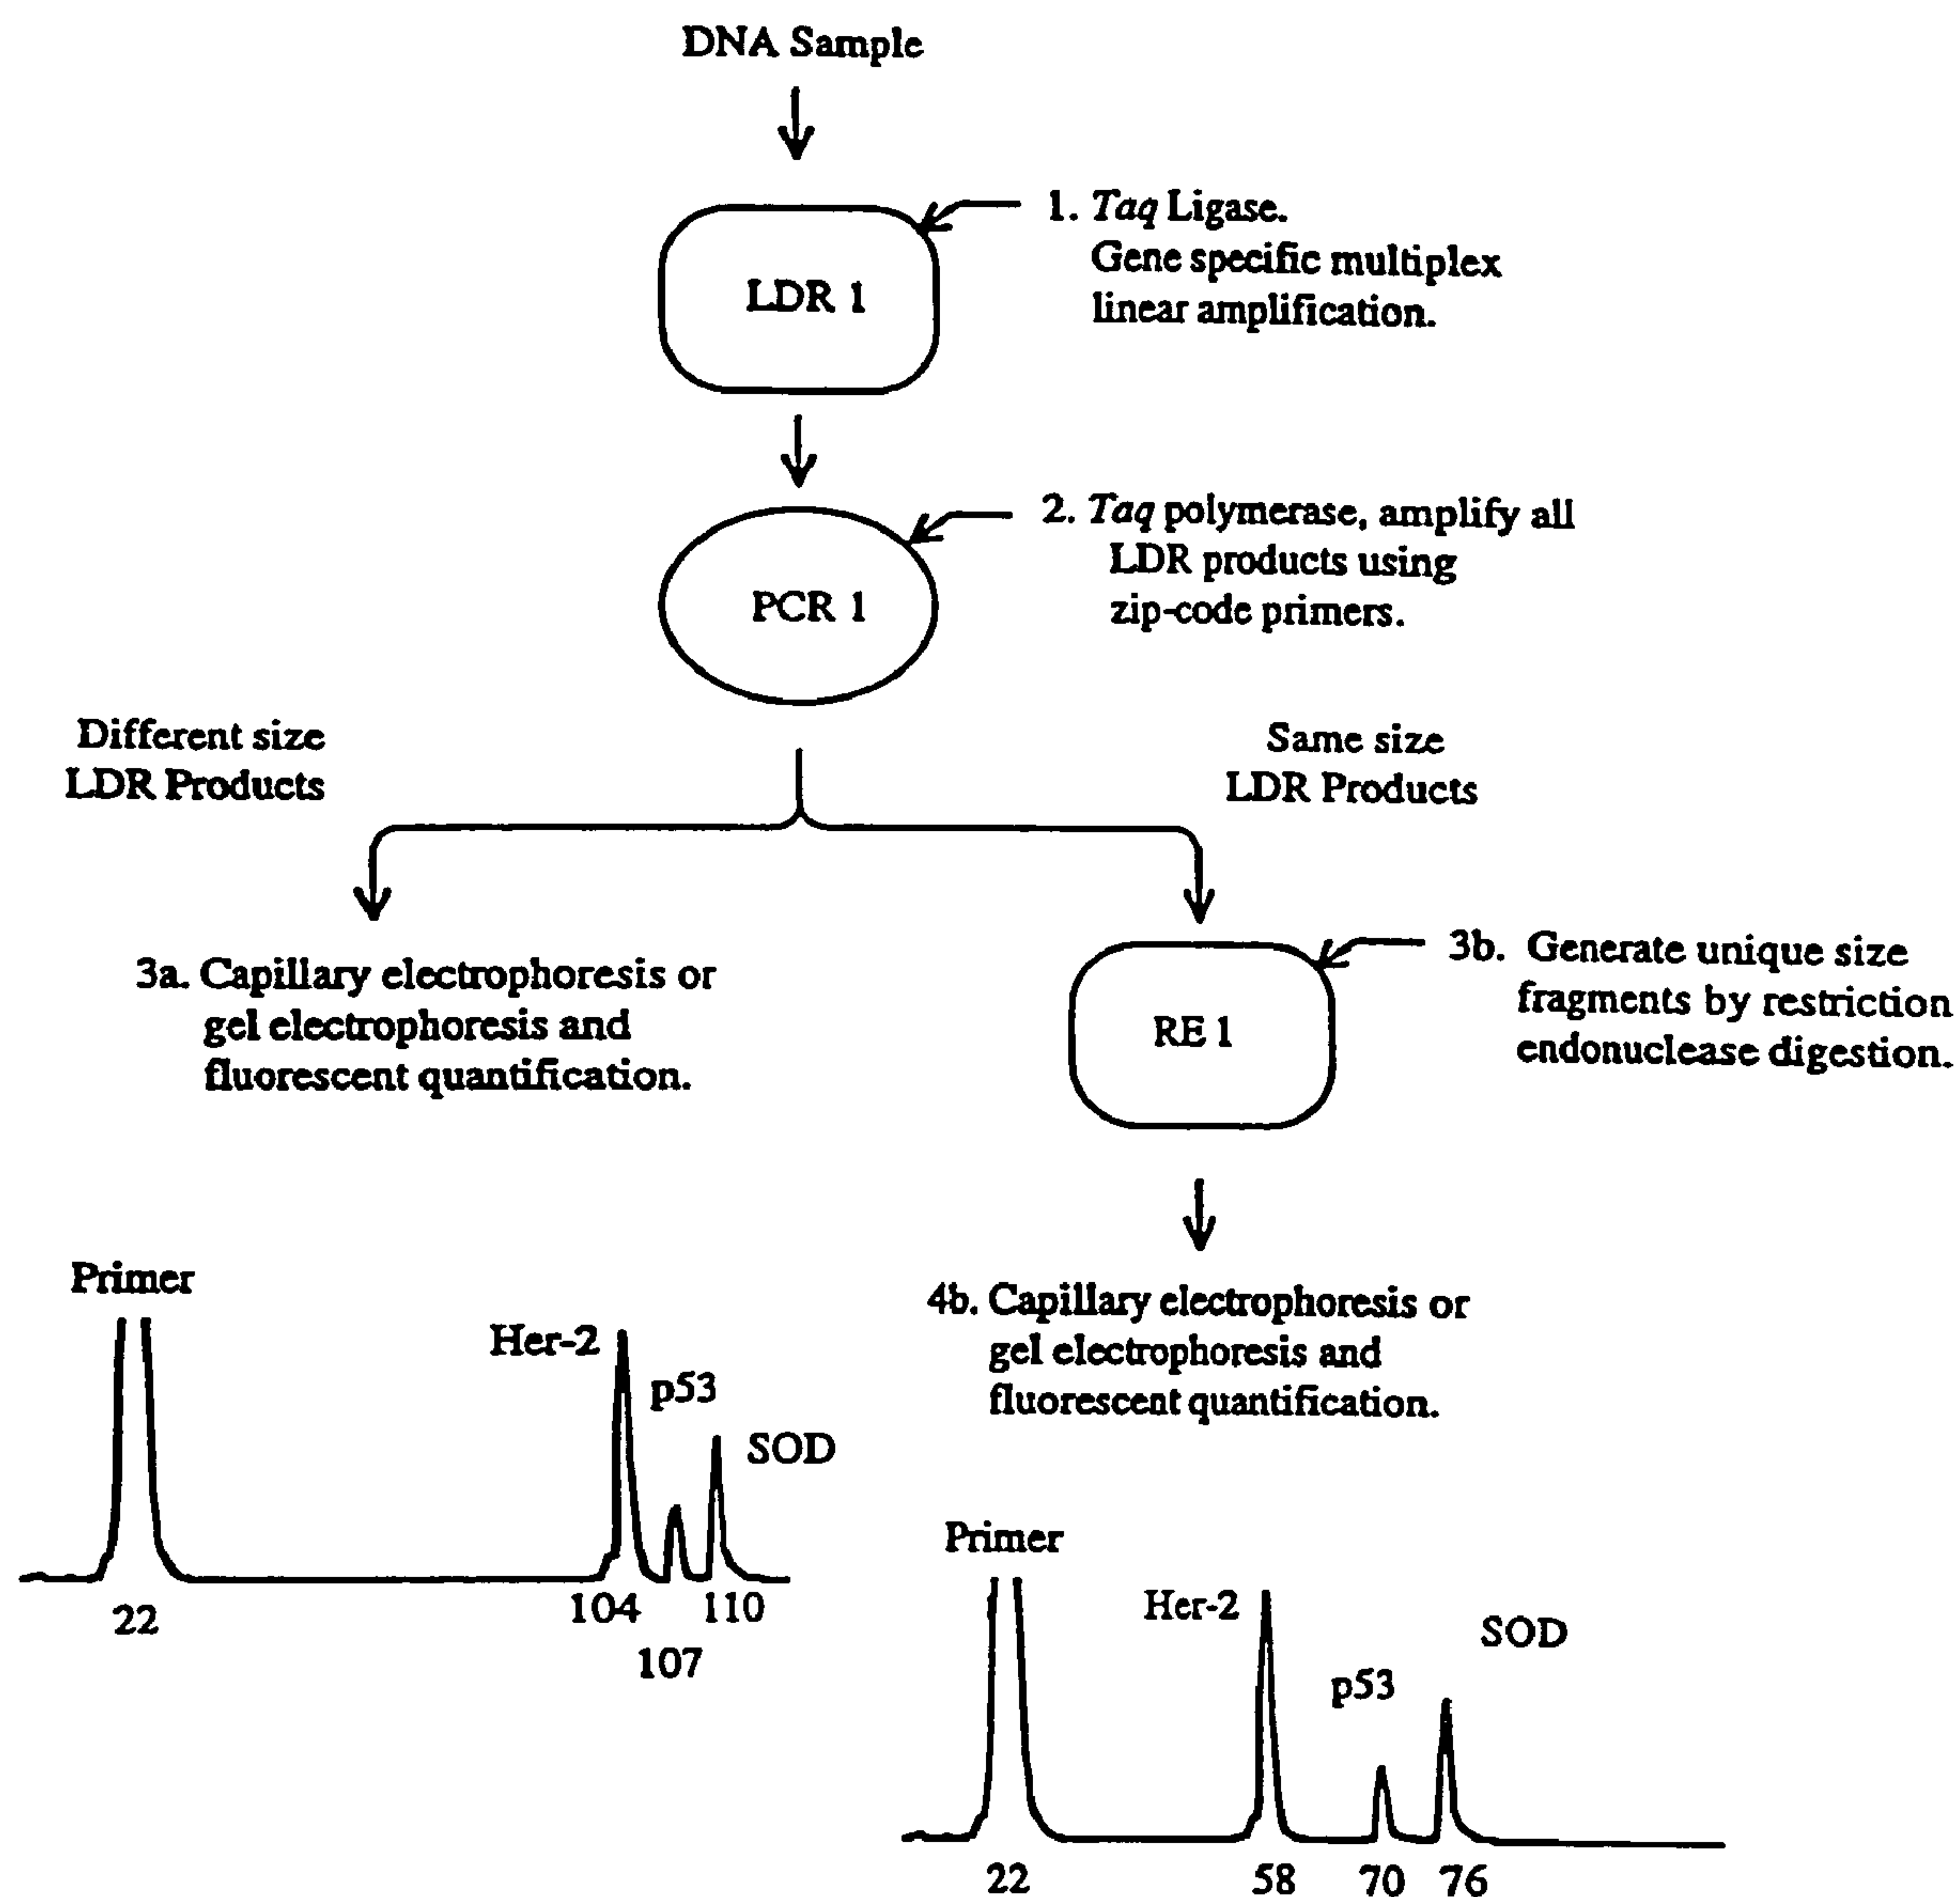 DNA Sample
LDR 1
1. Taq Ligase.
Gene specific multiplex
linear amplification.
PCR 1
2. Taq polymerase, amplify all
LDR products using
zip-code primers.
Different size
LDR Products
Same size
LDR Products
3a. Capillary electrophoresis or
gel electrophoresis and
fluorescent quantification.
RE 1
3b. Generate unique size
fragments by restriction
endonuclease digestion.
4b. Capillary electrophoresis or
gel electrophoresis and
fluorescent quantification.
Primer
Her-2
p53
SOD
22
104
110
107
Primer
Her-2
p53
SOD
22
58
70
76